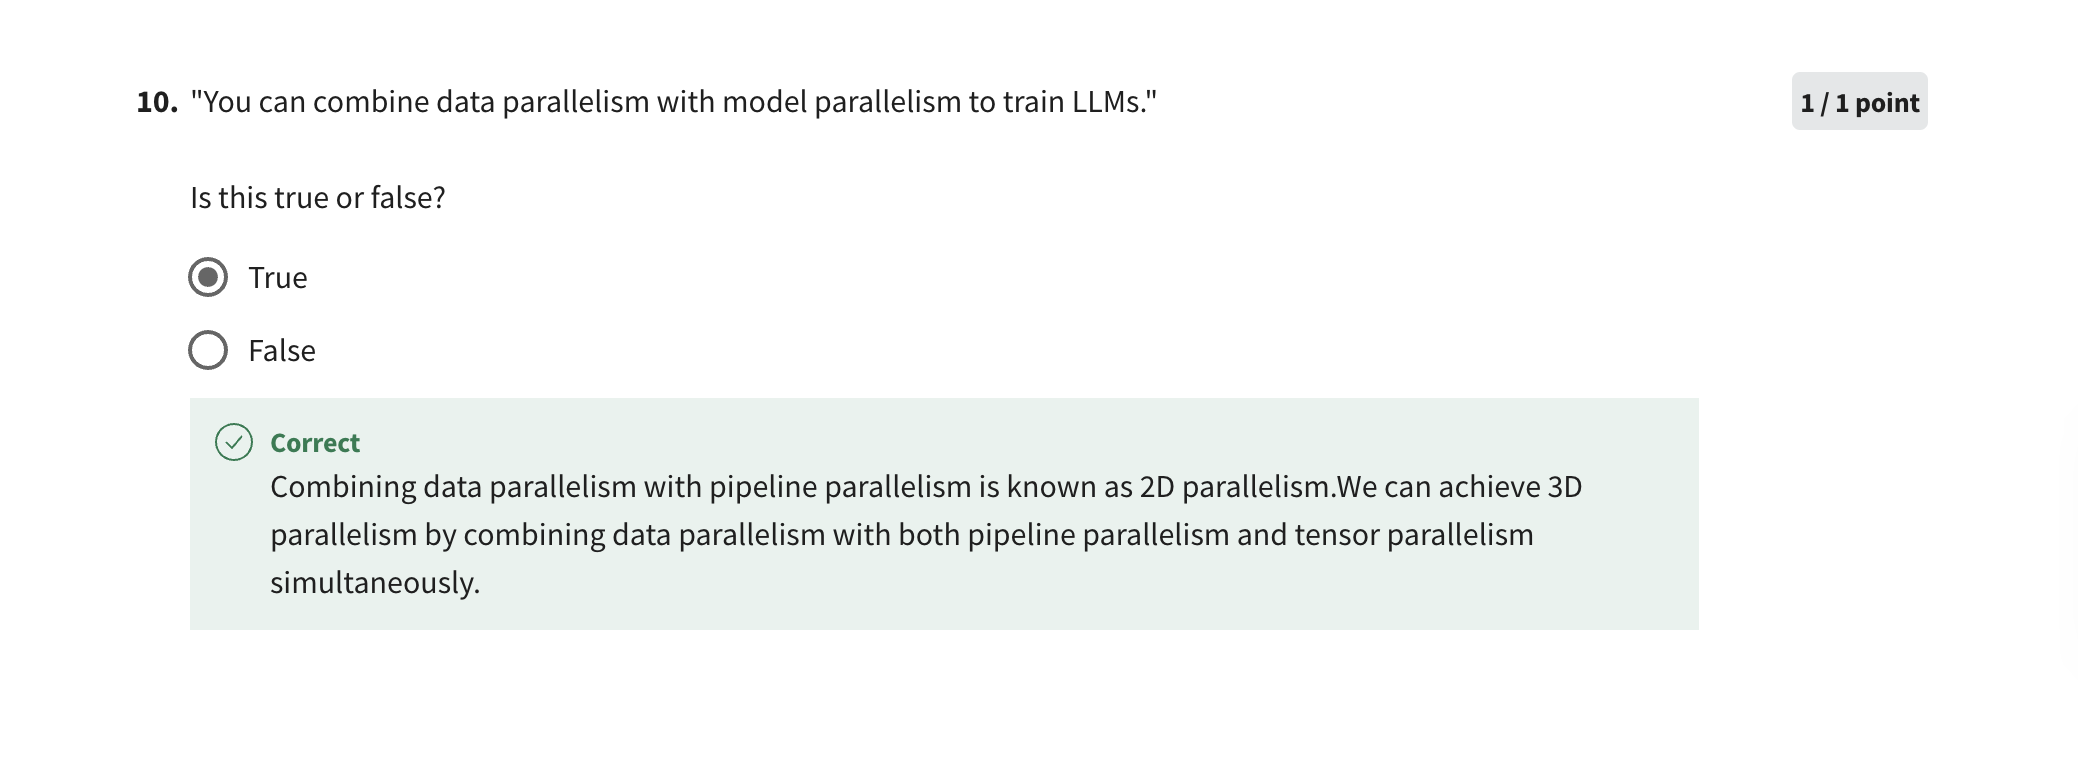 10. "You can combine data parallelism with model parallelism to train LLMs."
1 / 1 point
Is this true or false?
True
False
Correct
Combining data parallelism with pipeline parallelism is known as 2D parallelism.We can achieve 3D
parallelism by combining data parallelism with both pipeline parallelism and tensor parallelism
simultaneously.